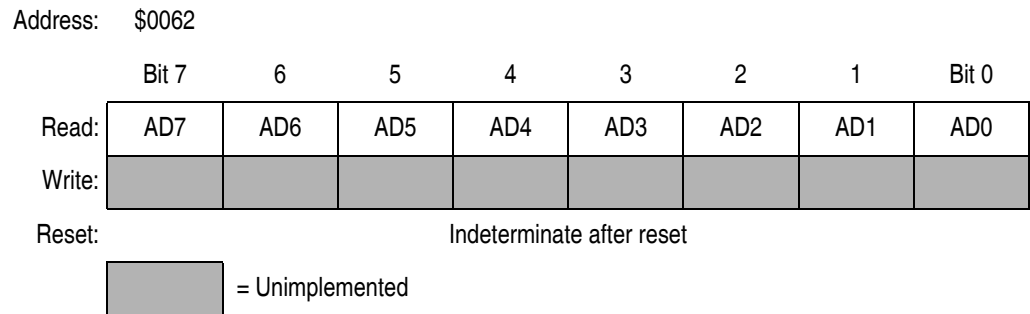 Address: $0062
Bit 7 6 5 4 3 2 1 Bit 0
Read: AD7 AD6 AD5 AD4 AD3 AD2 AD1 AD0
Write:
Reset: Indeterminate after reset
= Unimplemented